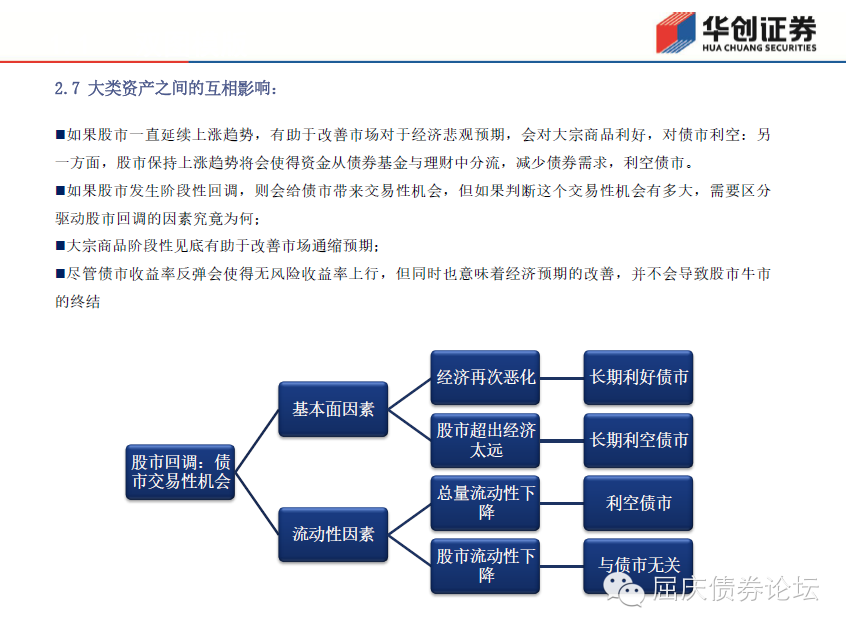 华创证券
HUA CHUANG SECURITIES
2.7 大类资产之间的互相影响：
■如果股市一直延续上涨趋势，有助于改善市场对于经济悲观预期，会对大宗商品利好，对债市利空：另
一方面，股市保持上涨趋势将会使得资金从债券基金与理财中分流，减少债券需求，利空债市。
■如果股市发生阶段性回调，则会给债市带来交易性机会，但如果判断这个交易性机会有多大，需要区分
驱动股市回调的因素究竟为何；
■大宗商品阶段性见底有助于改善市场通缩预期；
■尽管债市收益率反弹会使得无风险收益率上行，但同时也意味着经济预期的改善，并不会导致股市牛市
的终结
股市回调：债
市交易性机会
基本面因素
经济再次恶化
长期利好债市
股市超出经济
太远
长期利空债市
流动性因素
总量流动性下
降
利空债市
股市流动性下
降
与债市无关
屈庆债券论坛